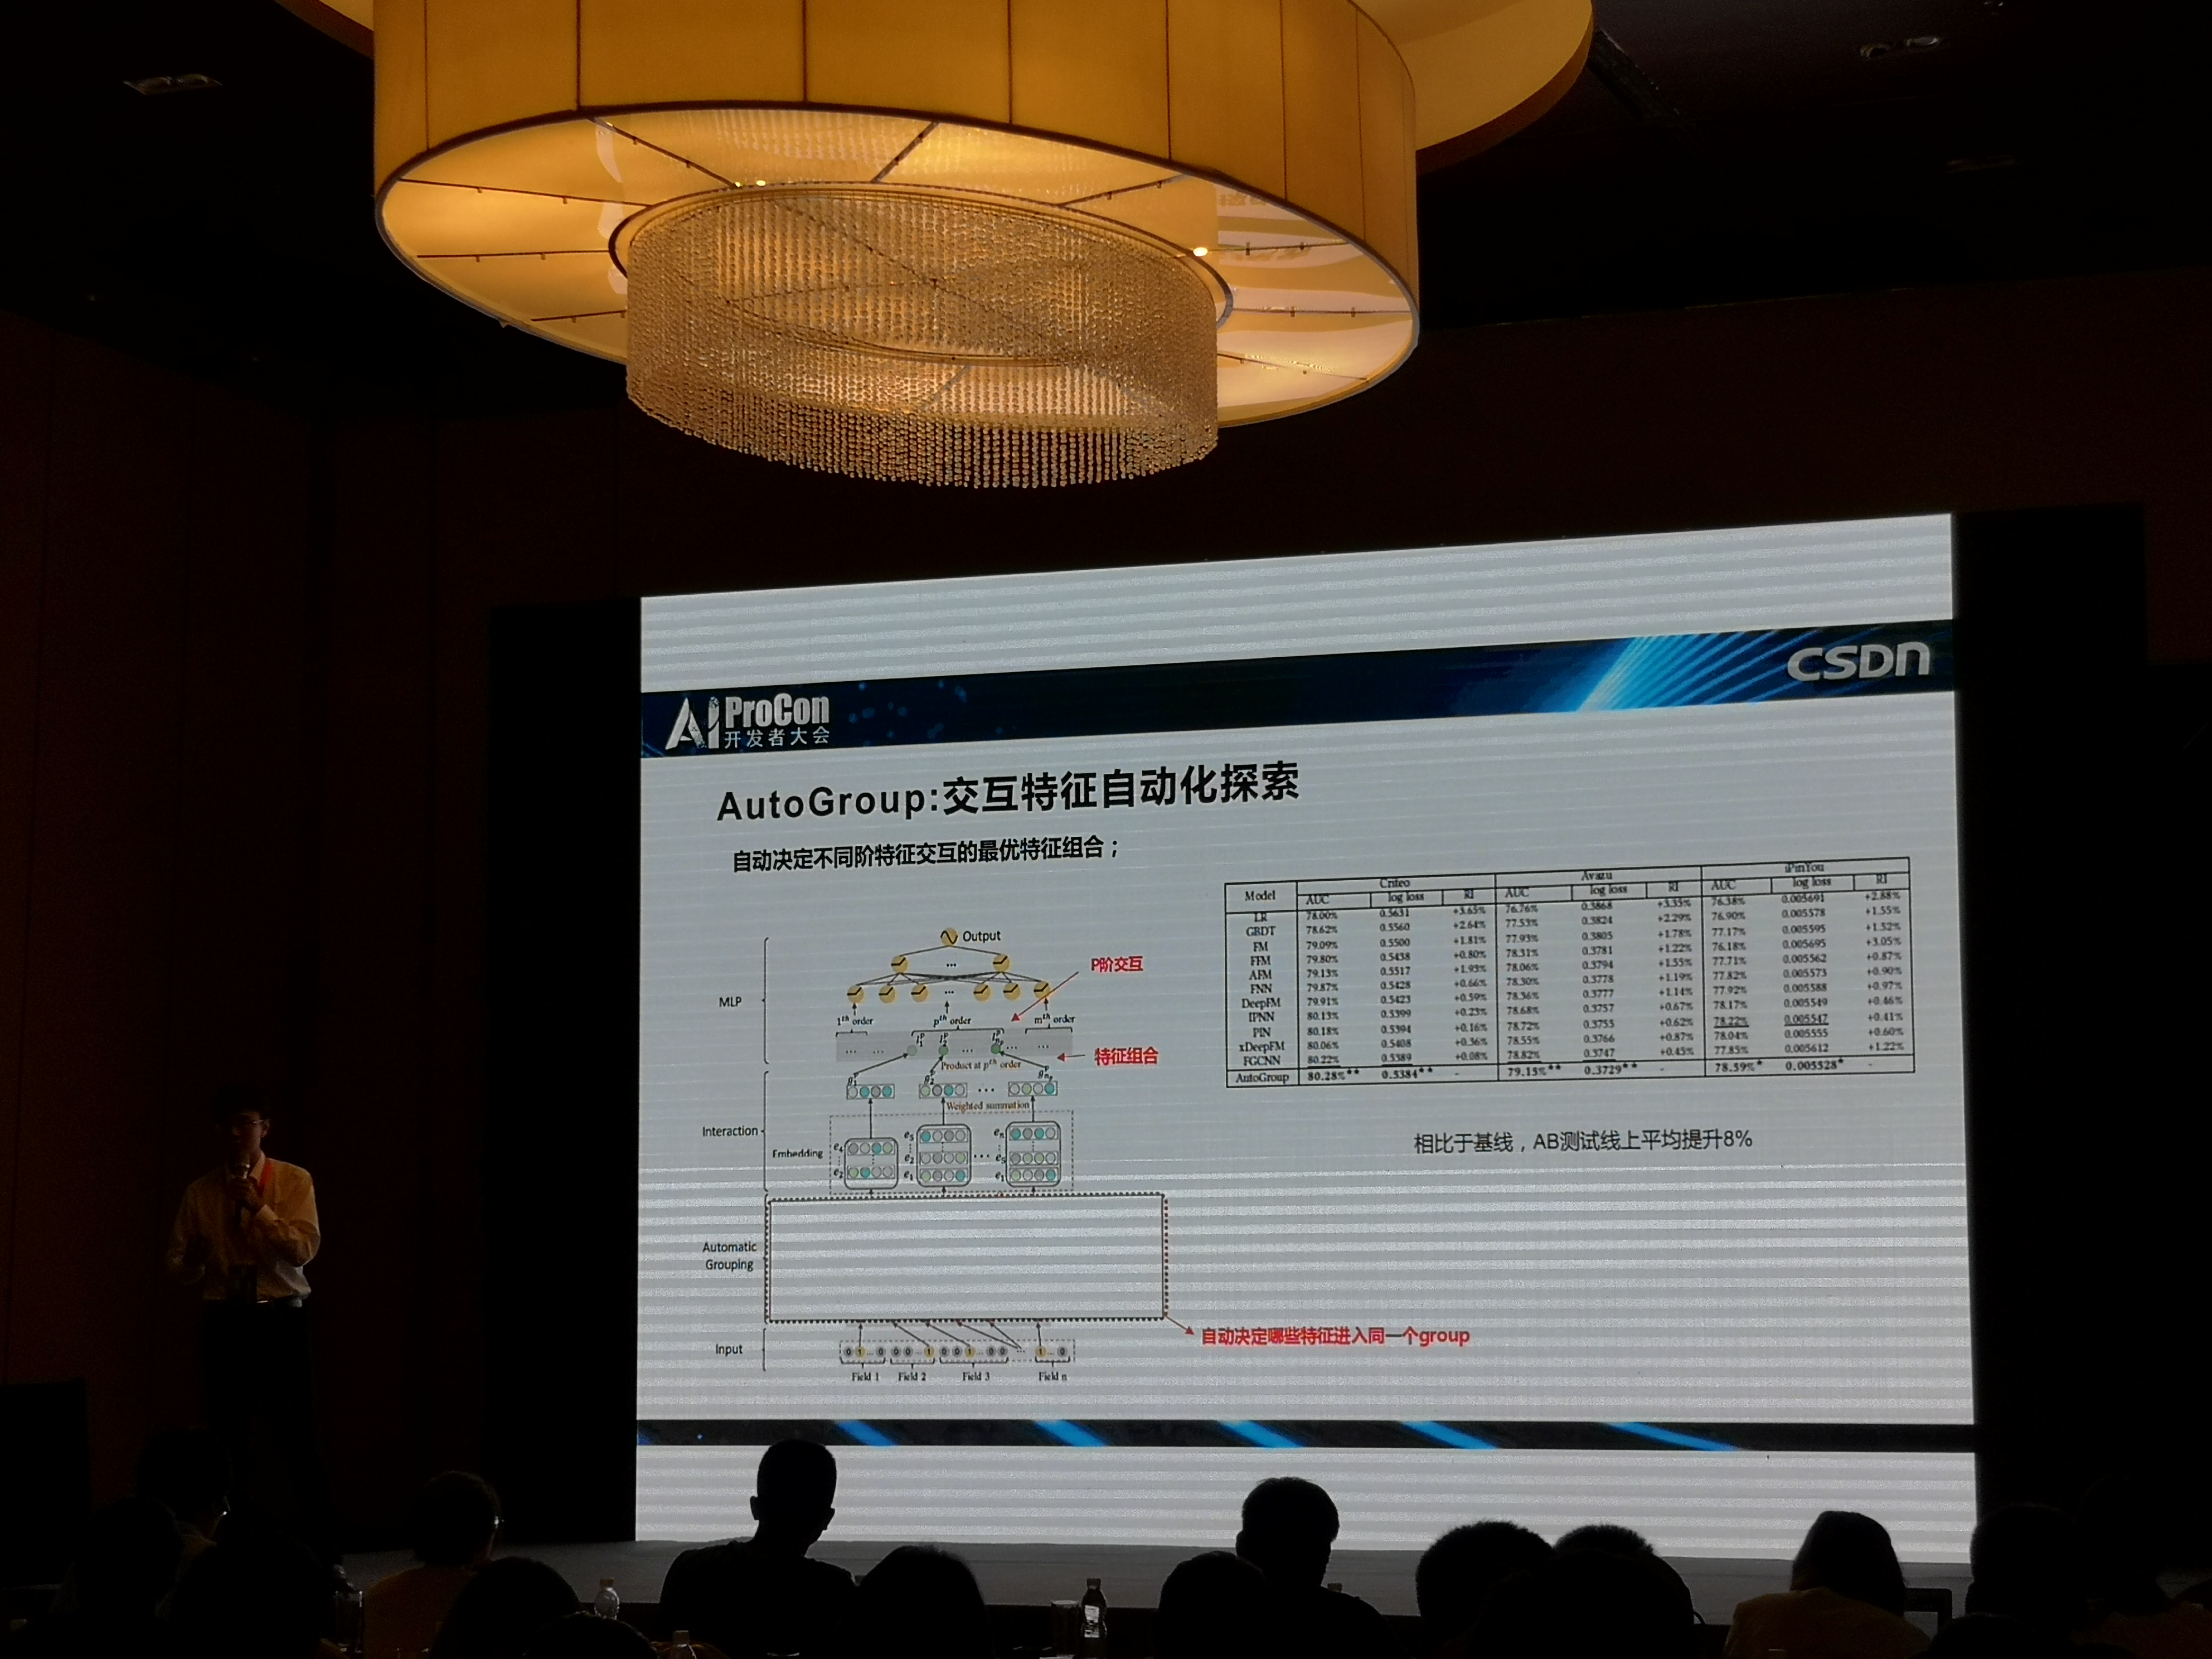 CSDN
AI ProCon
开发者大会
AutoGroup:交互特征自动化探索
自动决定不同阶特征交互的最优特征组合；
Output
P阶交互
MLP
1th order
pth order
mth order
特征组合
Product at pth order
Weighted summation
Interaction
Embedding
Automatic
Grouping
自动决定哪些特征进入同一个group
Input
0 1 ... 0 0 0 ... 1 0 0 1 ... 0 0 ... 1 ... 0
Field 1 Field 2 Field 3 Field n
Model Criteo Avazu iPinYou
AUC log loss RI AUC log loss RI AUC log loss RI
LR 78.00% 0.5631 +3.65% 76.76% 0.3868 +3.35% 76.38% 0.005691 +2.88%
GBDT 78.62% 0.5560 +2.64% 77.53% 0.3824 +2.29% 76.90% 0.005578 +1.55%
FM 79.09% 0.5500 +1.81% 77.93% 0.3805 +1.78% 77.17% 0.005595 +1.52%
FFM 79.80% 0.5438 +0.80% 78.31% 0.3781 +1.22% 76.18% 0.005695 +3.05%
AFM 79.13% 0.5517 +1.93% 78.06% 0.3794 +1.55% 77.71% 0.005562 +0.87%
FNN 79.87% 0.5428 +0.66% 78.30% 0.3778 +1.19% 77.82% 0.005573 +0.90%
DeepFM 79.91% 0.5423 +0.59% 78.36% 0.3777 +1.14% 77.92% 0.005588 +0.97%
IPNN 80.13% 0.5399 +0.23% 78.68% 0.3757 +0.67% 78.17% 0.005549 +0.46%
PIN 80.18% 0.5394 +0.16% 78.72% 0.3755 +0.62% 78.22% 0.005547 +0.41%
xDeepFM 80.06% 0.5408 +0.36% 78.55% 0.3766 +0.87% 78.04% 0.005555 +0.60%
FGCNN 80.22% 0.5389 +0.08% 78.82% 0.3747 +0.45% 77.85% 0.005612 +1.22%
AutoGroup 80.28%** 0.5384** - 79.15%** 0.3729** - 78.59%* 0.005528* -
相比于基线，AB测试线上平均提升8%